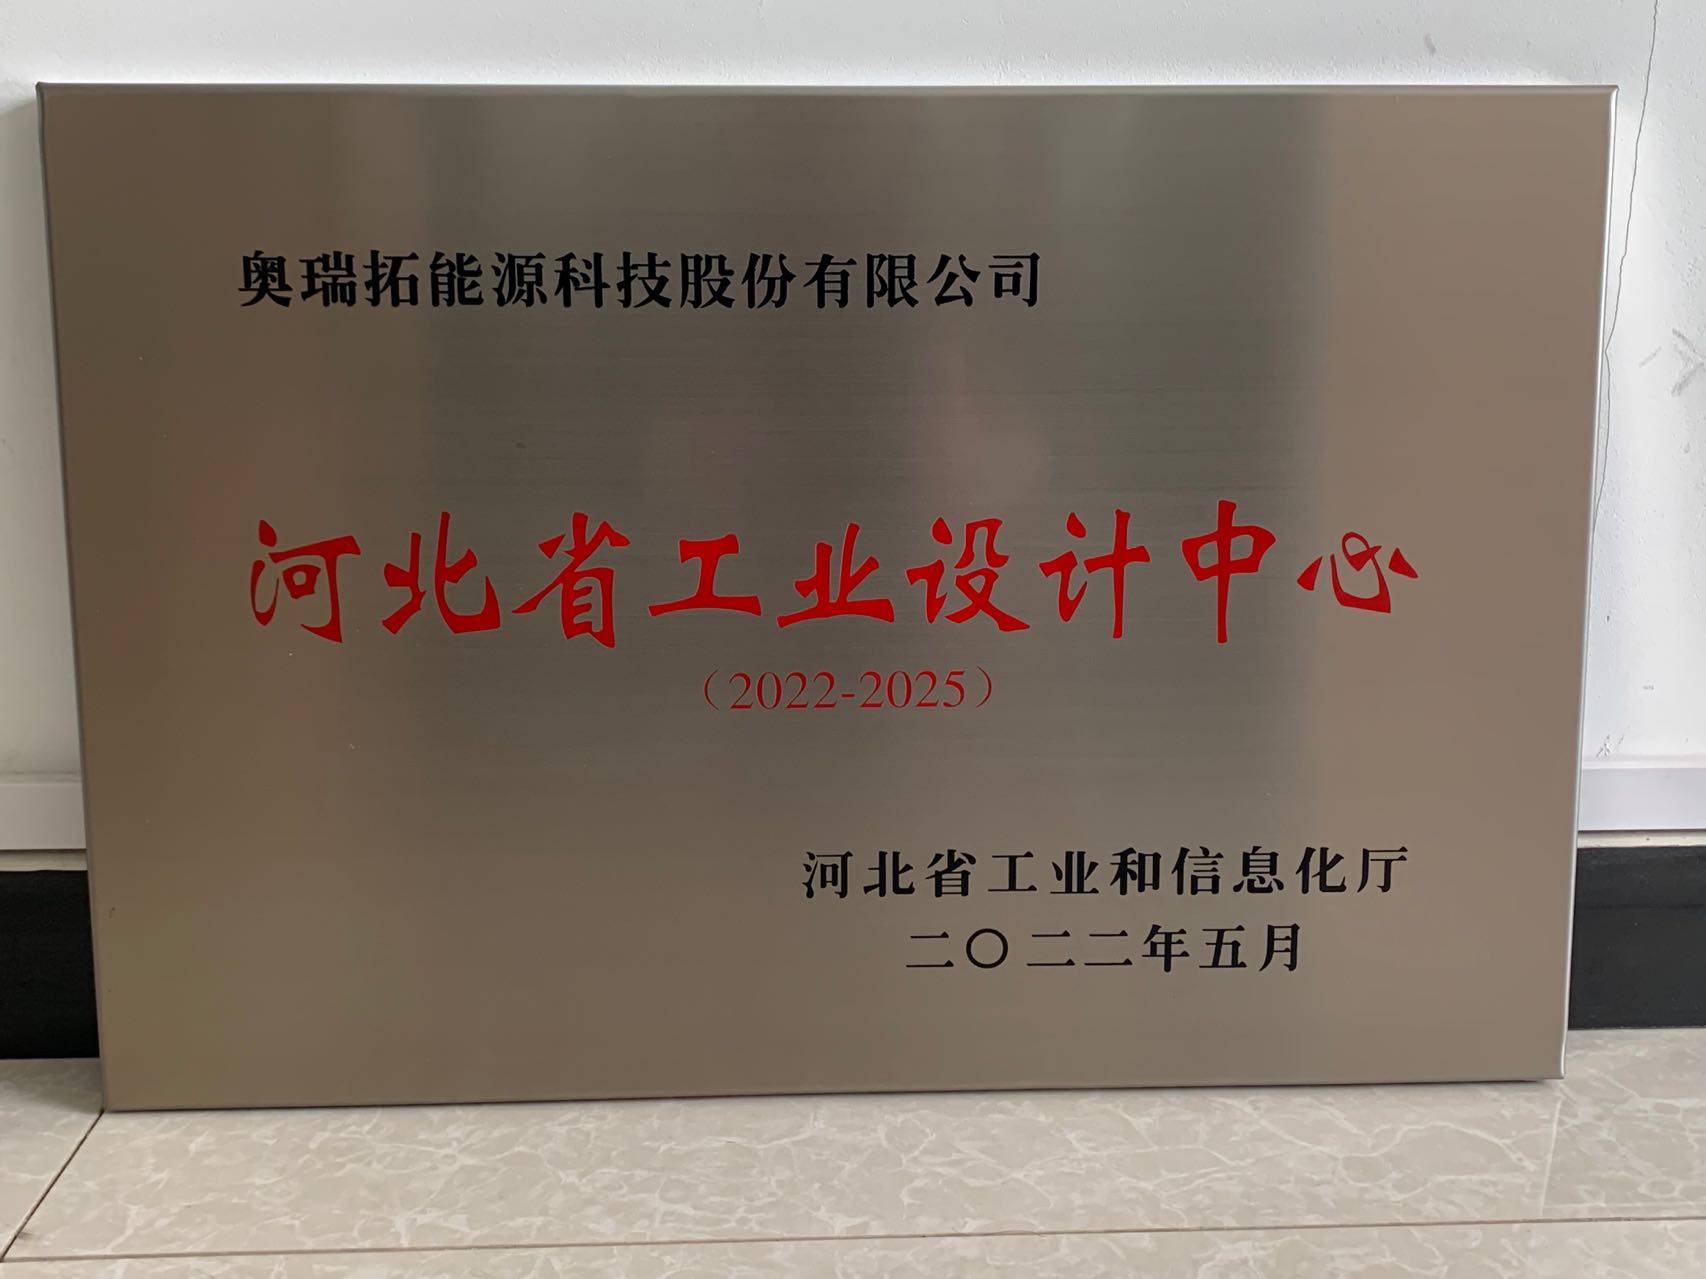 奥瑞拓能源科技股份有限公司
河北省工业设计中心
（2022-2025）
河北省工业和信息化厅
二〇二二年五月